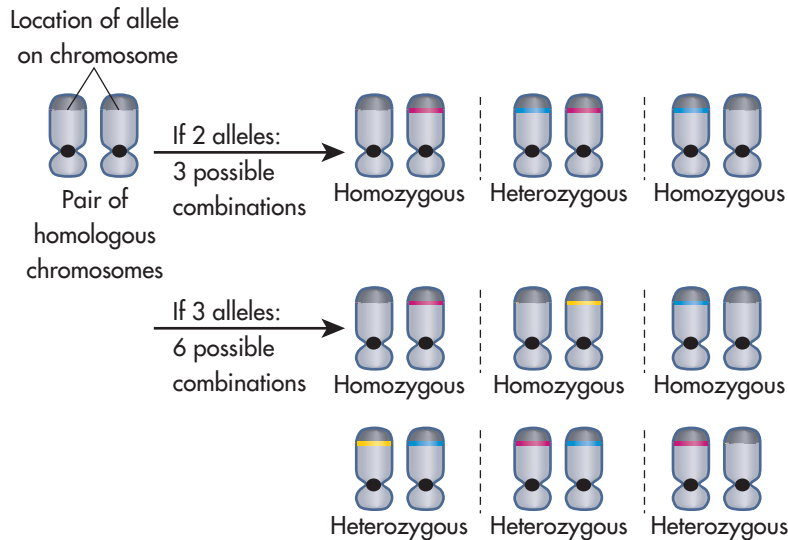 Location of allele
on chromosome
Pair of
homologous
chromosomes
If 2 alleles:
3 possible
combinations
Homozygous
Heterozygous
Homozygous
If 3 alleles:
6 possible
combinations
Homozygous
Homozygous
Homozygous
Heterozygous
Heterozygous
Heterozygous